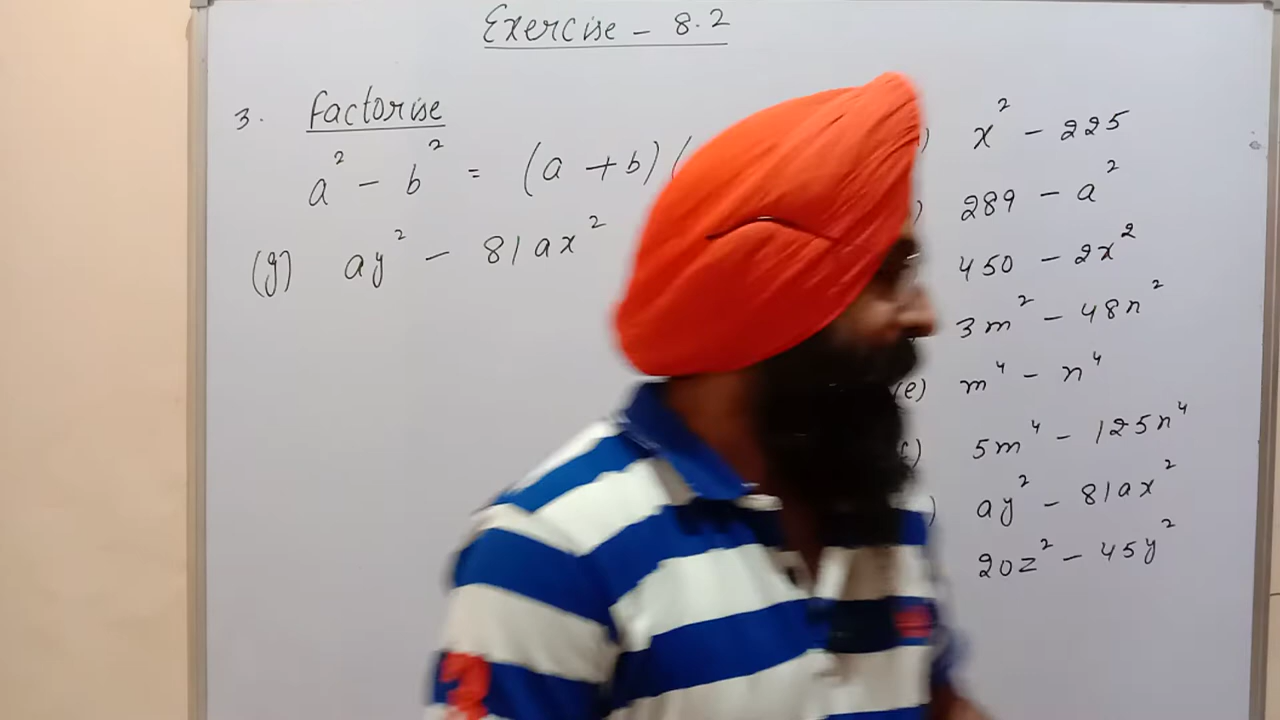 Exercise - 8.2
3. Factorise
a² - b² = (a + b) (
(g) ay² - 81ax²
) x² - 225
) 289 - a²
450 - 2x²
3m² - 48n²
(e) m⁴ - n⁴
) 5m⁴ - 125n⁴
) ay² - 81ax²
20z² - 45y²
3